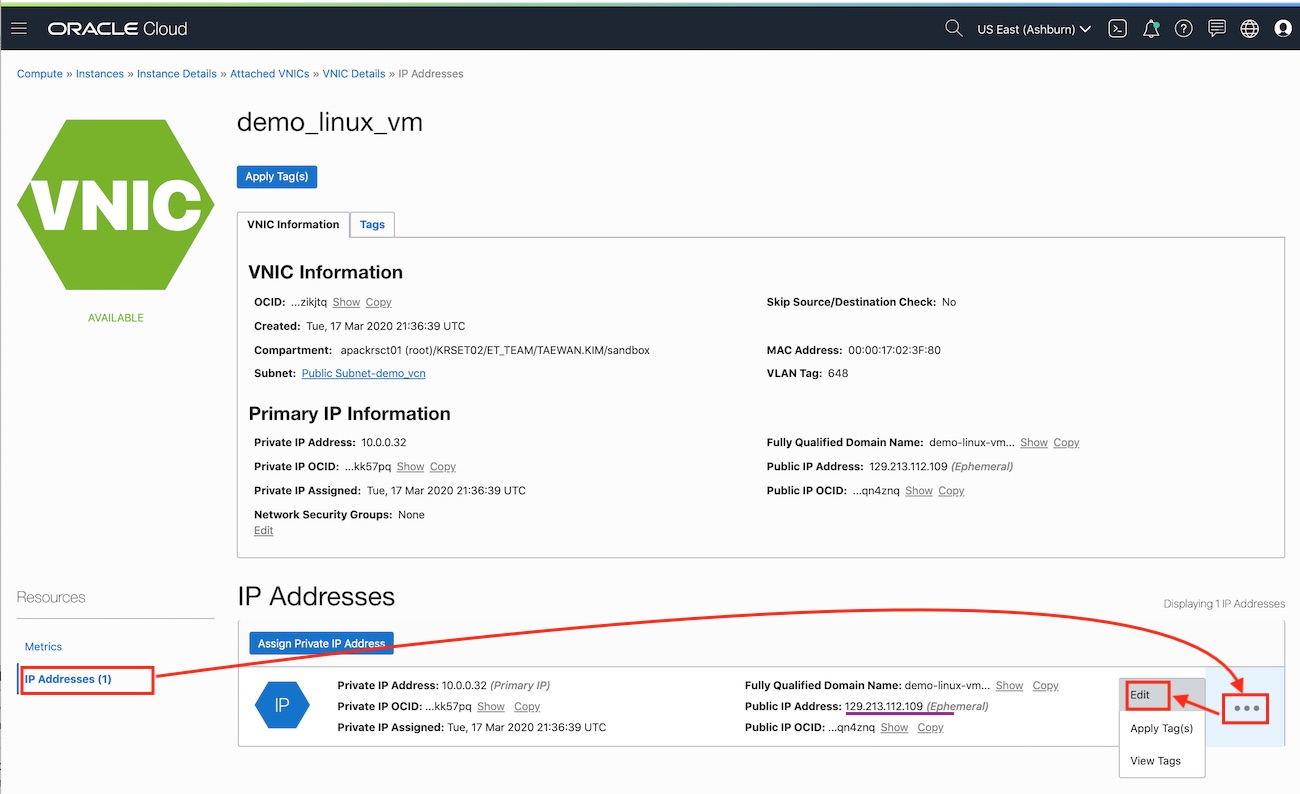 ORACLE Cloud
US East (Ashburn)
Compute » Instances » Instance Details » Attached VNICs » VNIC Details » IP Addresses
VNIC
AVAILABLE
demo_linux_vm
Apply Tag(s)
VNIC Information Tags
VNIC Information
OCID: ...zikjtq Show Copy
Skip Source/Destination Check: No
Created: Tue, 17 Mar 2020 21:36:39 UTC
Compartment: apackrsct01 (root)/KRSET02/ET_TEAM/TAEWAN.KIM/sandbox
MAC Address: 00:00:17:02:3F:80
Subnet: Public Subnet-demo_vcn
VLAN Tag: 648
Primary IP Information
Private IP Address: 10.0.0.32
Fully Qualified Domain Name: demo-linux-vm... Show Copy
Private IP OCID: ...kk57pq Show Copy
Public IP Address: 129.213.112.109 (Ephemeral)
Private IP Assigned: Tue, 17 Mar 2020 21:36:39 UTC
Public IP OCID: ...qn4znq Show Copy
Network Security Groups: None
Edit
Resources
Metrics
IP Addresses (1)
IP Addresses
Displaying 1 IP Addresses
Assign Private IP Address
IP
Private IP Address: 10.0.0.32 (Primary IP)
Private IP OCID: ...kk57pq Show Copy
Private IP Assigned: Tue, 17 Mar 2020 21:36:39 UTC
Fully Qualified Domain Name: demo-linux-vm... Show Copy
Public IP Address: 129.213.112.109 (Ephemeral)
Public IP OCID: ...qn4znq Show Copy
Edit
Apply Tag(s)
View Tags